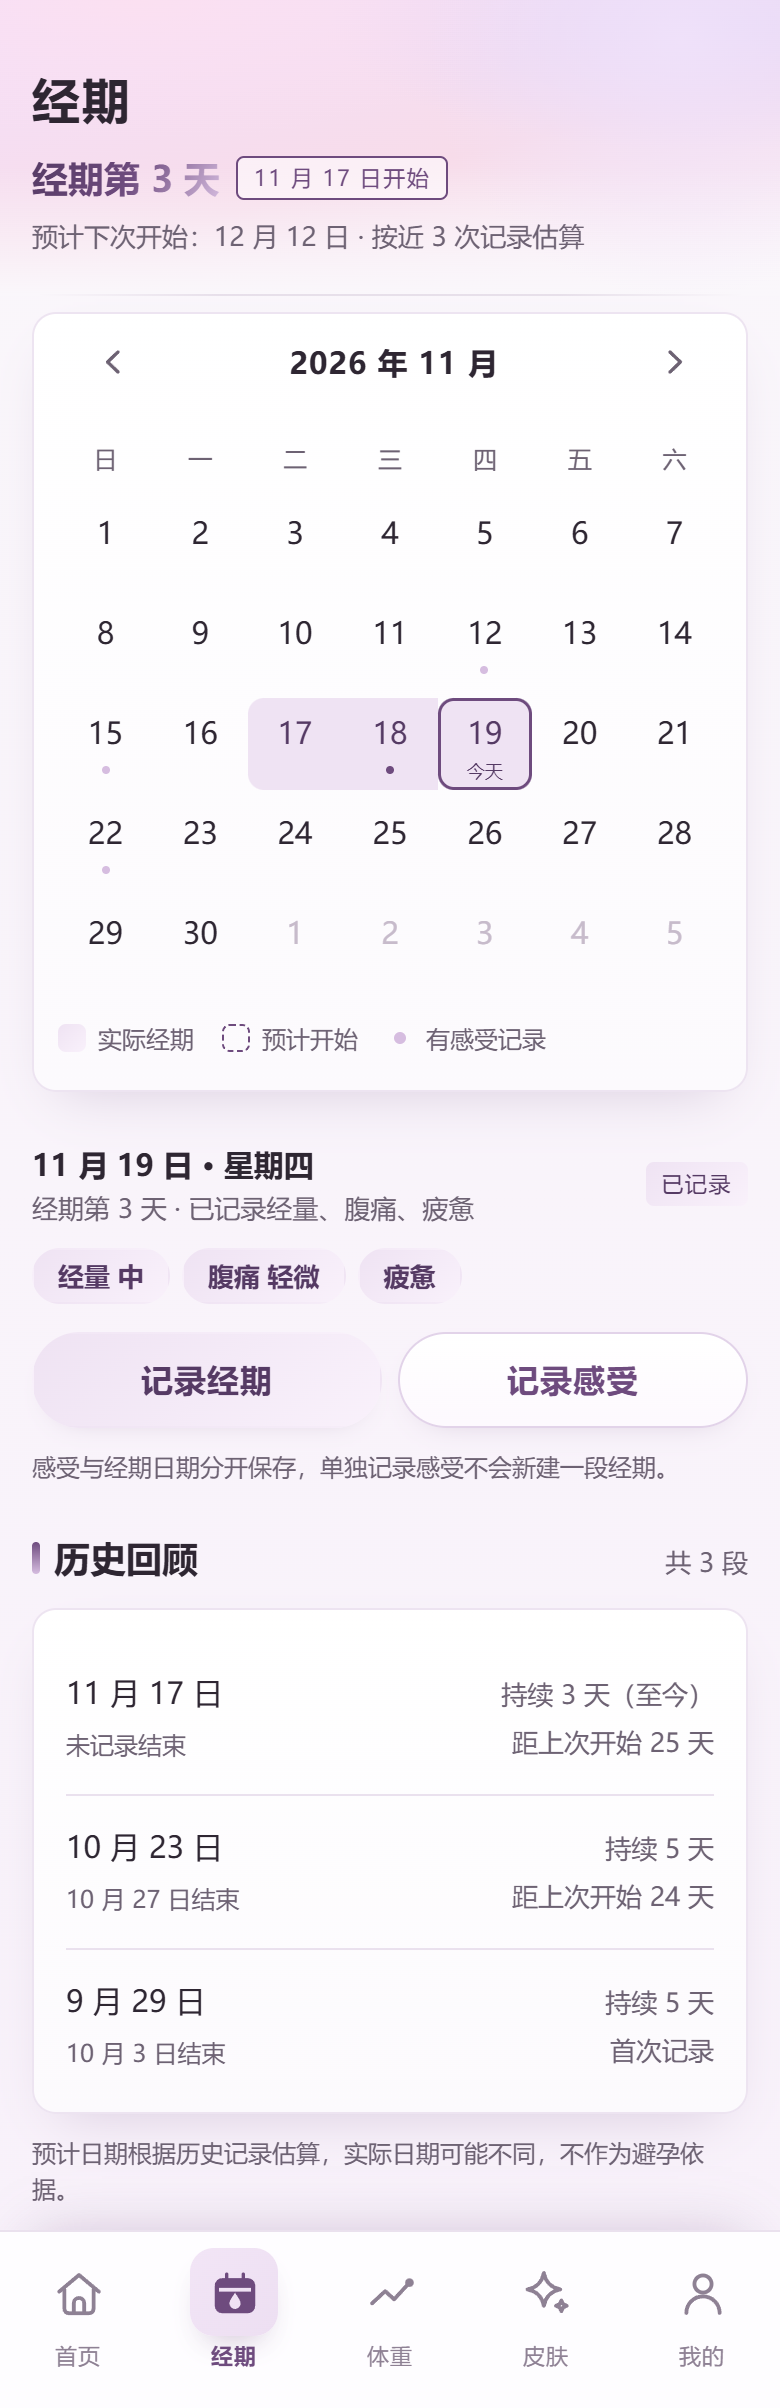 经期
经期第 3 天 11 月 17 日开始
预计下次开始：12 月 12 日 · 按近 3 次记录估算
2026 年 11 月
日 一 二 三 四 五 六
1 2 3 4 5 6 7
8 9 10 11 12 13 14
15 16 17 18 19 20 21
今天
22 23 24 25 26 27 28
29 30 1 2 3 4 5
实际经期 预计开始 有感受记录
11 月 19 日 • 星期四
已记录
经期第 3 天 · 已记录经量、腹痛、疲惫
经量 中 腹痛 轻微 疲惫
记录经期 记录感受
感受与经期日期分开保存，单独记录感受不会新建一段经期。
历史回顾 共 3 段
11 月 17 日 持续 3 天（至今）
未记录结束 距上次开始 25 天
10 月 23 日 持续 5 天
10 月 27 日结束 距上次开始 24 天
9 月 29 日 持续 5 天
10 月 3 日结束 首次记录
预计日期根据历史记录估算，实际日期可能不同，不作为避孕依
据。
首页 经期 体重 皮肤 我的